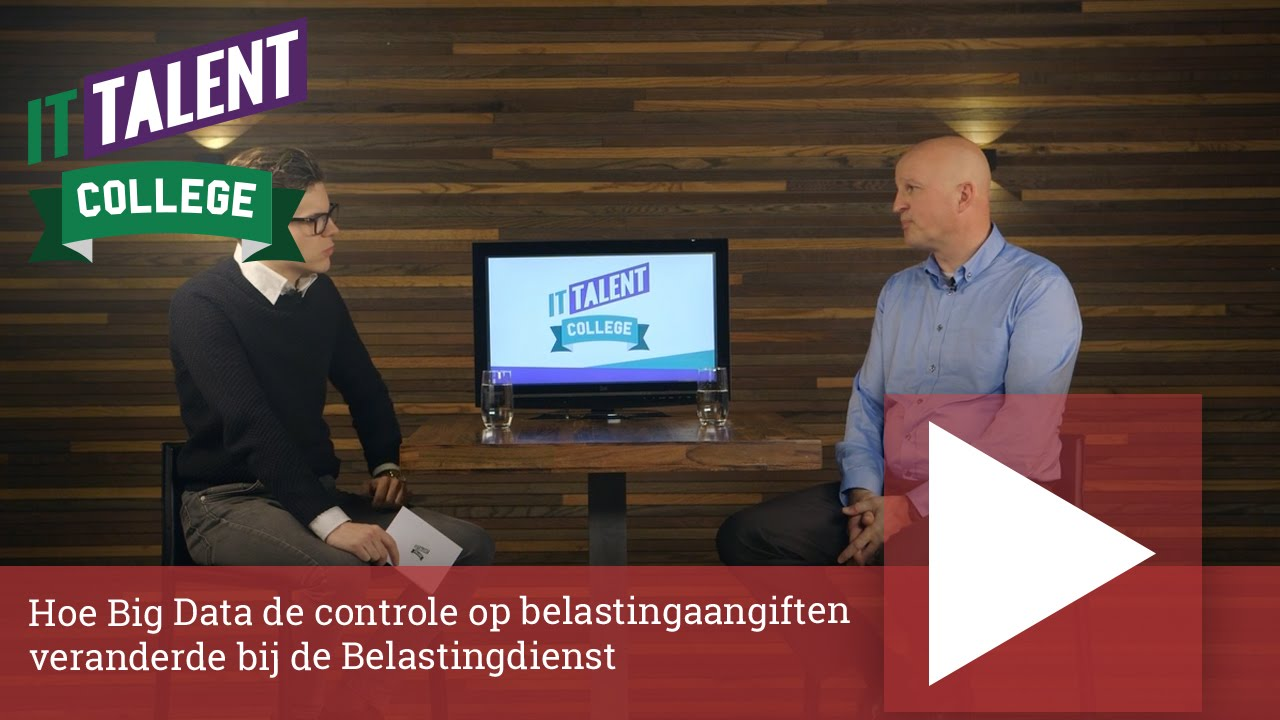 IT TALENT
COLLEGE
IT TALENT
COLLEGE
Hoe Big Data de controle op belastingaangiften
veranderde bij de Belastingdienst